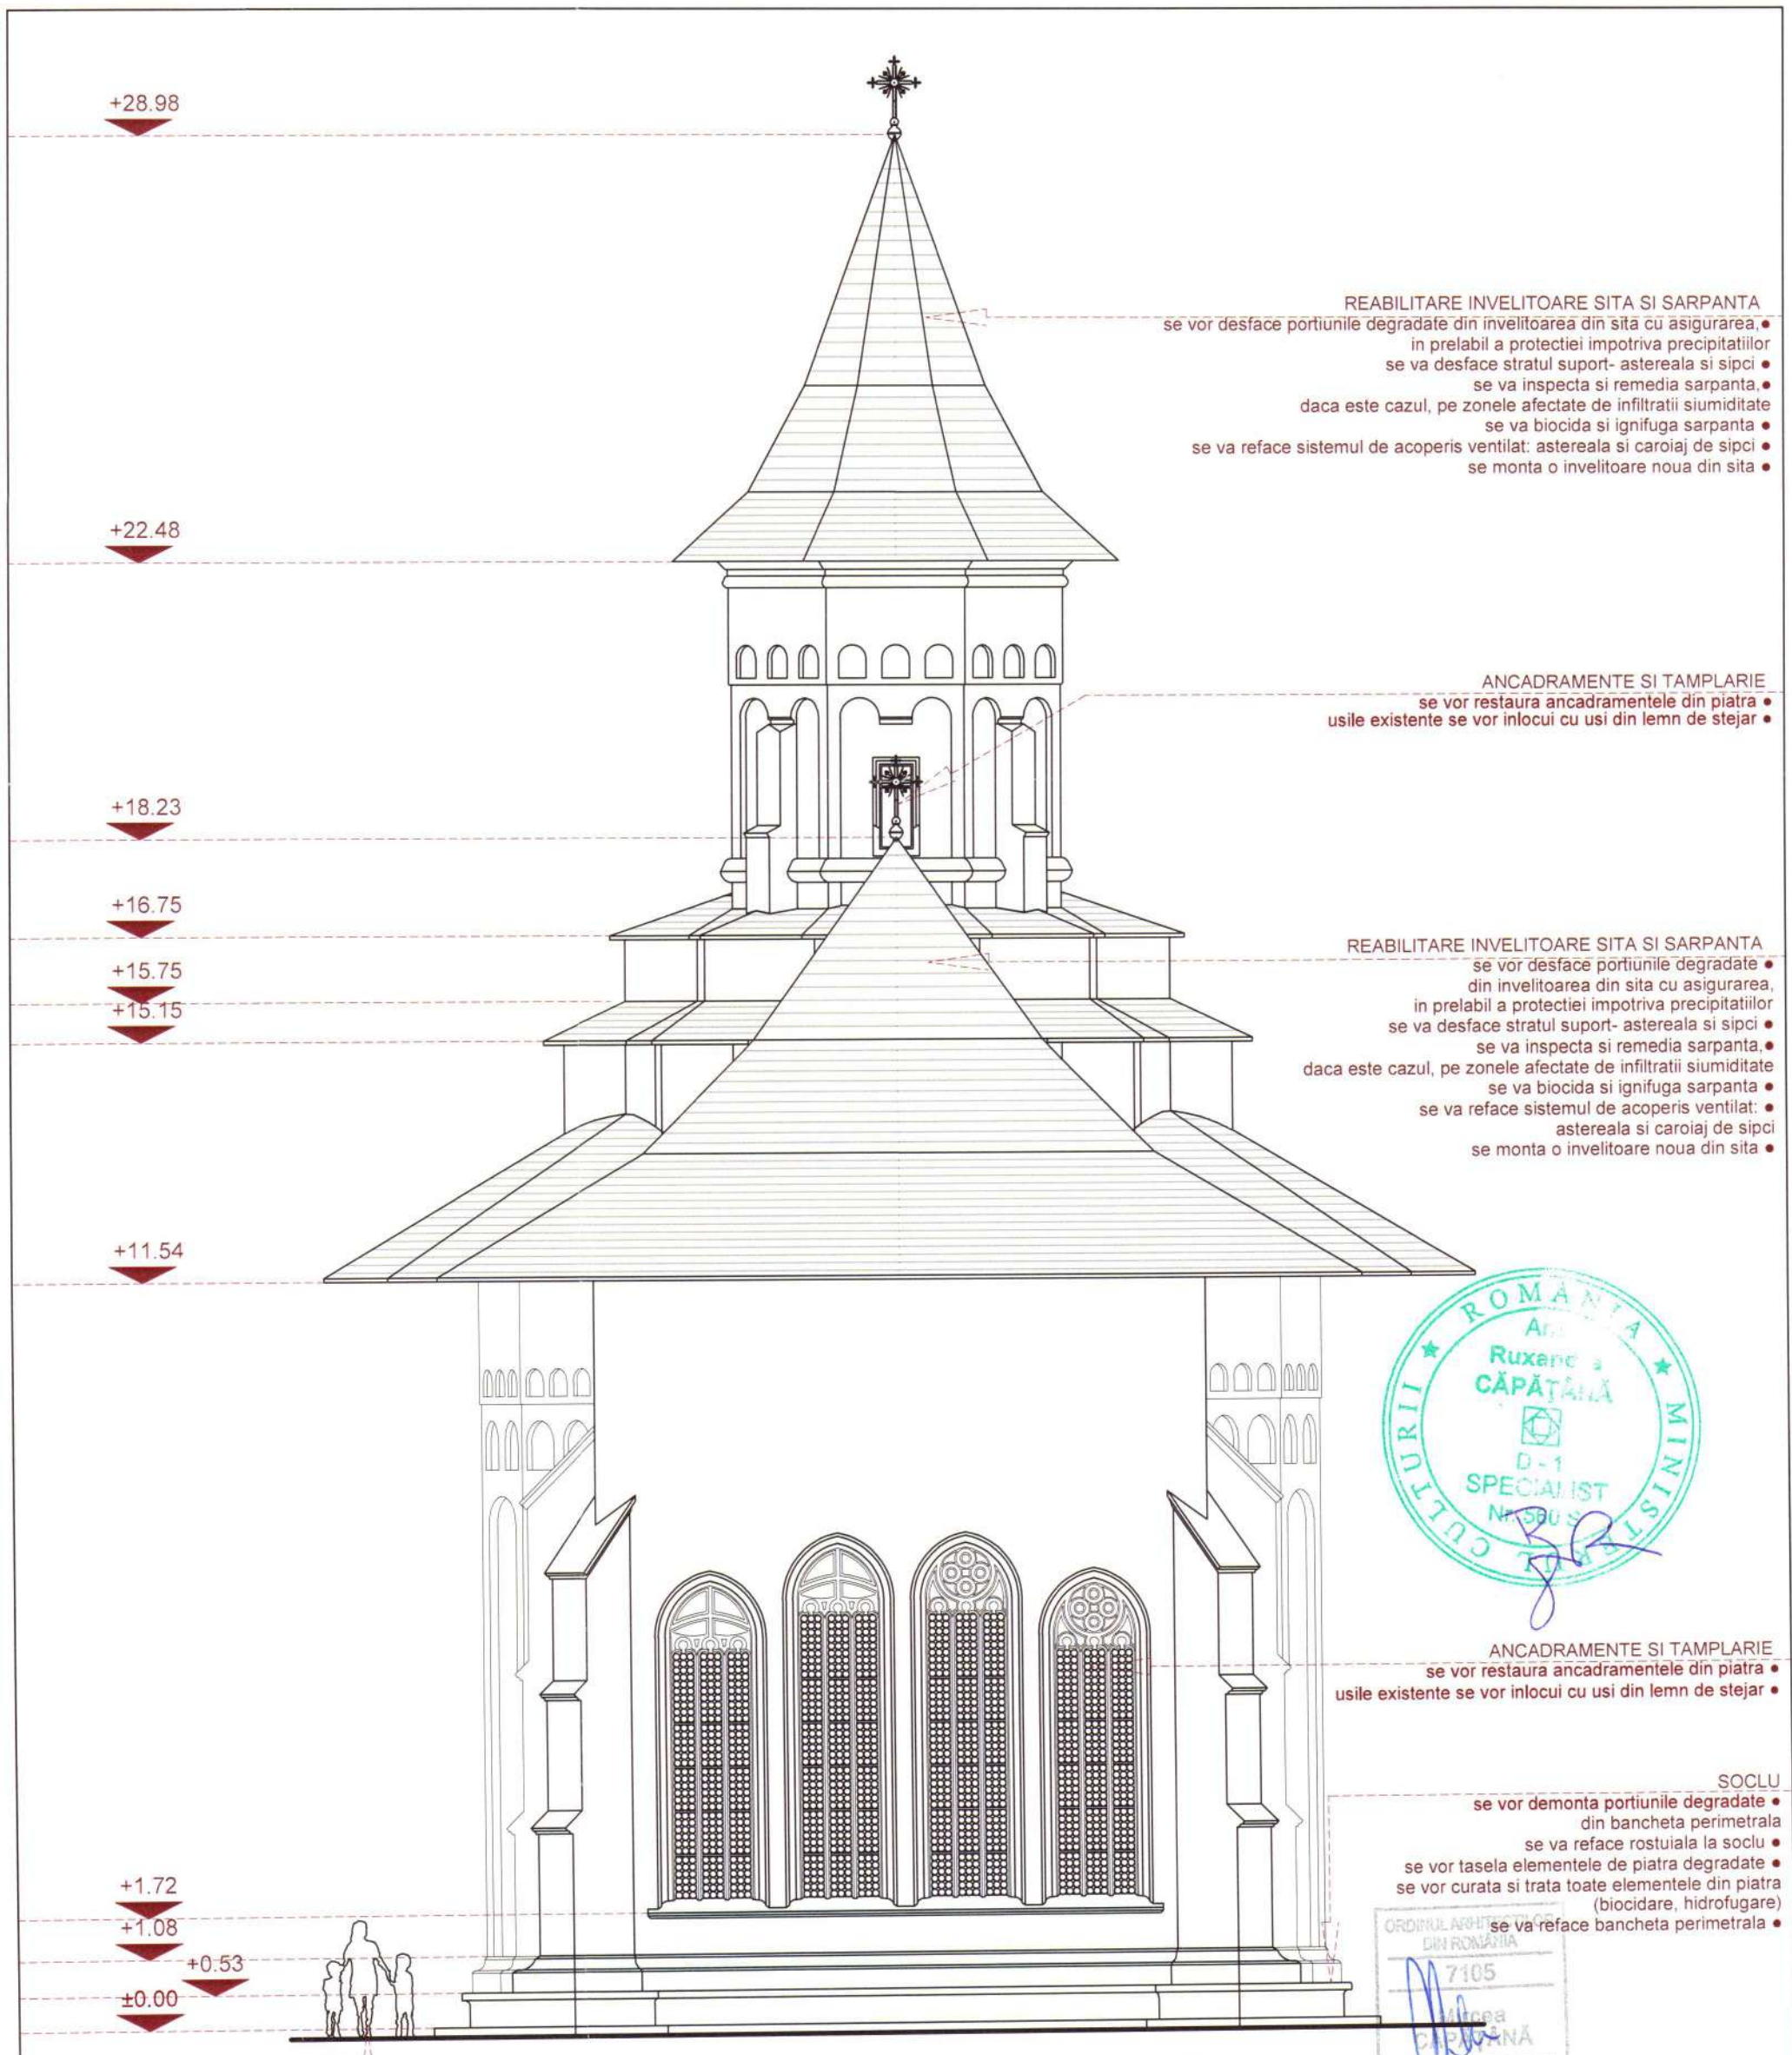 +28.98
REABILITARE INVELITOARE SITA SI SARPANTA
se vor desface portiunile degradate din invelitoarea din sita cu asigurarea,•
in prelabil a protectiei impotriva precipitatiilor
se va desface stratul suport- astereala si sipci •
se va inspecta si remedia sarpanta,•
daca este cazul, pe zonele afectate de infiltratii siumiditate
se va biocida si ignifuga sarpanta •
se va reface sistemul de acoperis ventilat: astereala si caroiaj de sipci •
se monta o invelitoare noua din sita •
+22.48
ANCADRAMENTE SI TAMPLARIE
se vor restaura ancadramentele din piatra •
usile existente se vor inlocui cu usi din lemn de stejar •
+18.23
+16.75
+15.75
+15.15
REABILITARE INVELITOARE SITA SI SARPANTA
se vor desface portiunile degradate •
din invelitoarea din sita cu asigurarea,
in prelabil a protectiei impotriva precipitatiilor
se va desface stratul suport- astereala si sipci •
se va inspecta si remedia sarpanta,•
daca este cazul, pe zonele afectate de infiltratii siumiditate
se va biocida si ignifuga sarpanta •
se va reface sistemul de acoperis ventilat: •
astereala si caroiaj de sipci
se monta o invelitoare noua din sita •
+11.54
ROMANIA ★ MINISTERUL CULTURII ★
Ruxandra
CĂPĂȚÂNĂ
D - 1
SPECIALIST
Nr. 560 S
ANCADRAMENTE SI TAMPLARIE
se vor restaura ancadramentele din piatra •
usile existente se vor inlocui cu usi din lemn de stejar •
SOCLU
se vor demonta portiunile degradate •
din bancheta perimetrala
se va reface rostuiala la soclu •
se vor tasela elementele de piatra degradate •
se vor curata si trata toate elementele din piatra
(biocidare, hidrofugare)
se va reface bancheta perimetrala •
+1.72
+1.08
+0.53
±0.00
ORDINUL ARHITECTILOR
DIN ROMÂNIA
7105
Mircea
CĂPĂȚÂNĂ